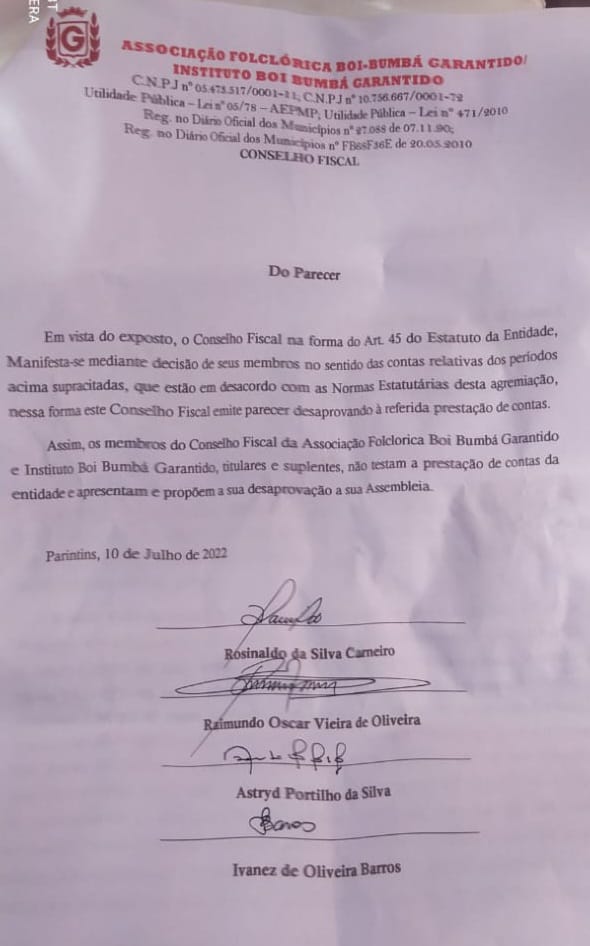 ERA
ST
G
ASSOCIAÇÃO FOLCLÓRICA BOI-BUMBÁ GARANTIDO/
INSTITUTO BOI BUMBÁ GARANTIDO
C.N.P.J nº 05.473.517/0001-11; C.N.P.J nº 10.756.667/0001-72
Utilidade Pública – Lei nº 05/78 – AEPMP; Utilidade Pública – Lei nº 471/2010
Reg. no Diário Oficial dos Municípios nº 27.088 de 07.11.90;
Reg. no Diário Oficial dos Municípios nº FB68F36E de 20.05.2010
CONSELHO FISCAL
Do Parecer
Em vista do exposto, o Conselho Fiscal na forma do Art. 45 do Estatuto da Entidade,
Manifesta-se mediante decisão de seus membros no sentido das contas relativas dos períodos
acima supracitadas, que estão em desacordo com as Normas Estatutárias desta agremiação,
nessa forma este Conselho Fiscal emite parecer desaprovando à referida prestação de contas.
Assim, os membros do Conselho Fiscal da Associação Folclorica Boi Bumbá Garantido
e Instituto Boi Bumbá Garantido, titulares e suplentes, não testam a prestação de contas da
entidade e apresentam e propõem a sua desaprovação a sua Assembleia.
Parintins, 10 de Julho de 2022
Rosinaldo da Silva Carneiro
Raimundo Oscar Vieira de Oliveira
Astryd Portilho da Silva
Barros
Ivanez de Oliveira Barros